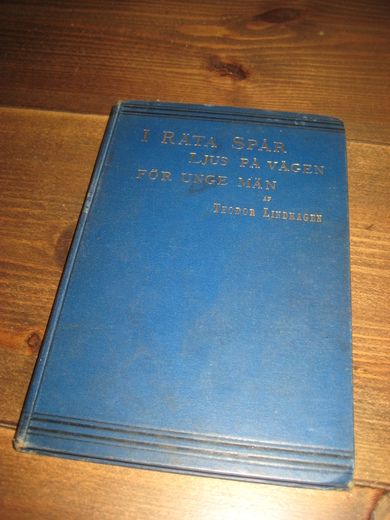 I RÄTA SPÅR
LJUS PÅ VÄGEN
FÖR UNGE MÄN
AF
TEODOR LINDHAGEN